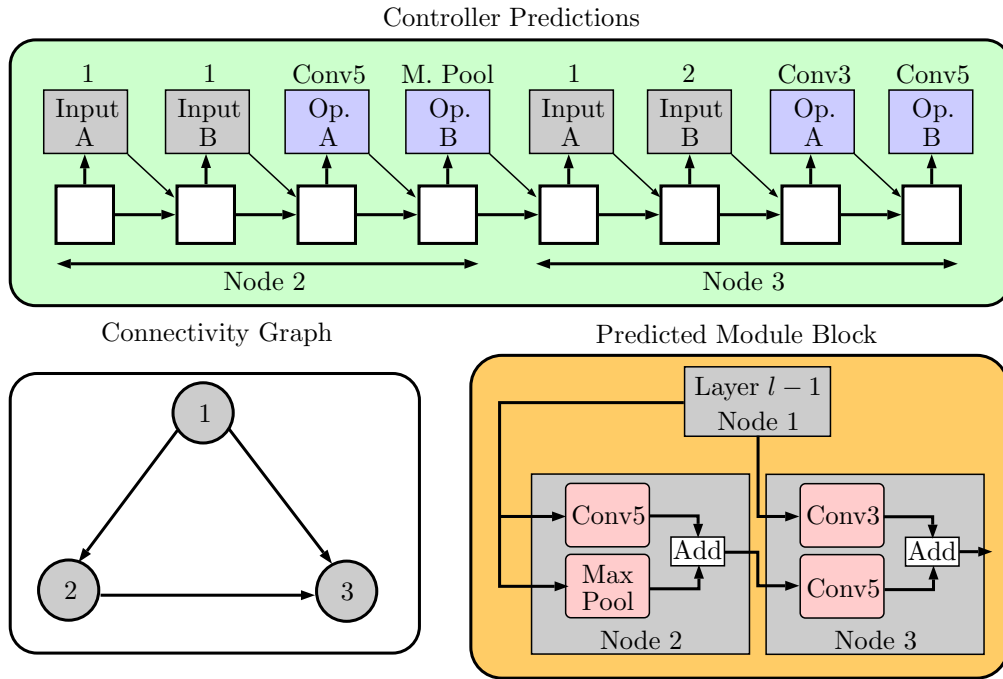 Controller Predictions
1 1 Conv5 M. Pool 1 2 Conv3 Conv5
Input Input Op. Op. Input Input Op. Op.
A B A B A B A B
Node 2 Node 3
Connectivity Graph
1
2 3
Predicted Module Block
Layer l − 1
Node 1
Conv5
Max
Pool
Add
Node 2
Conv3
Conv5
Add
Node 3